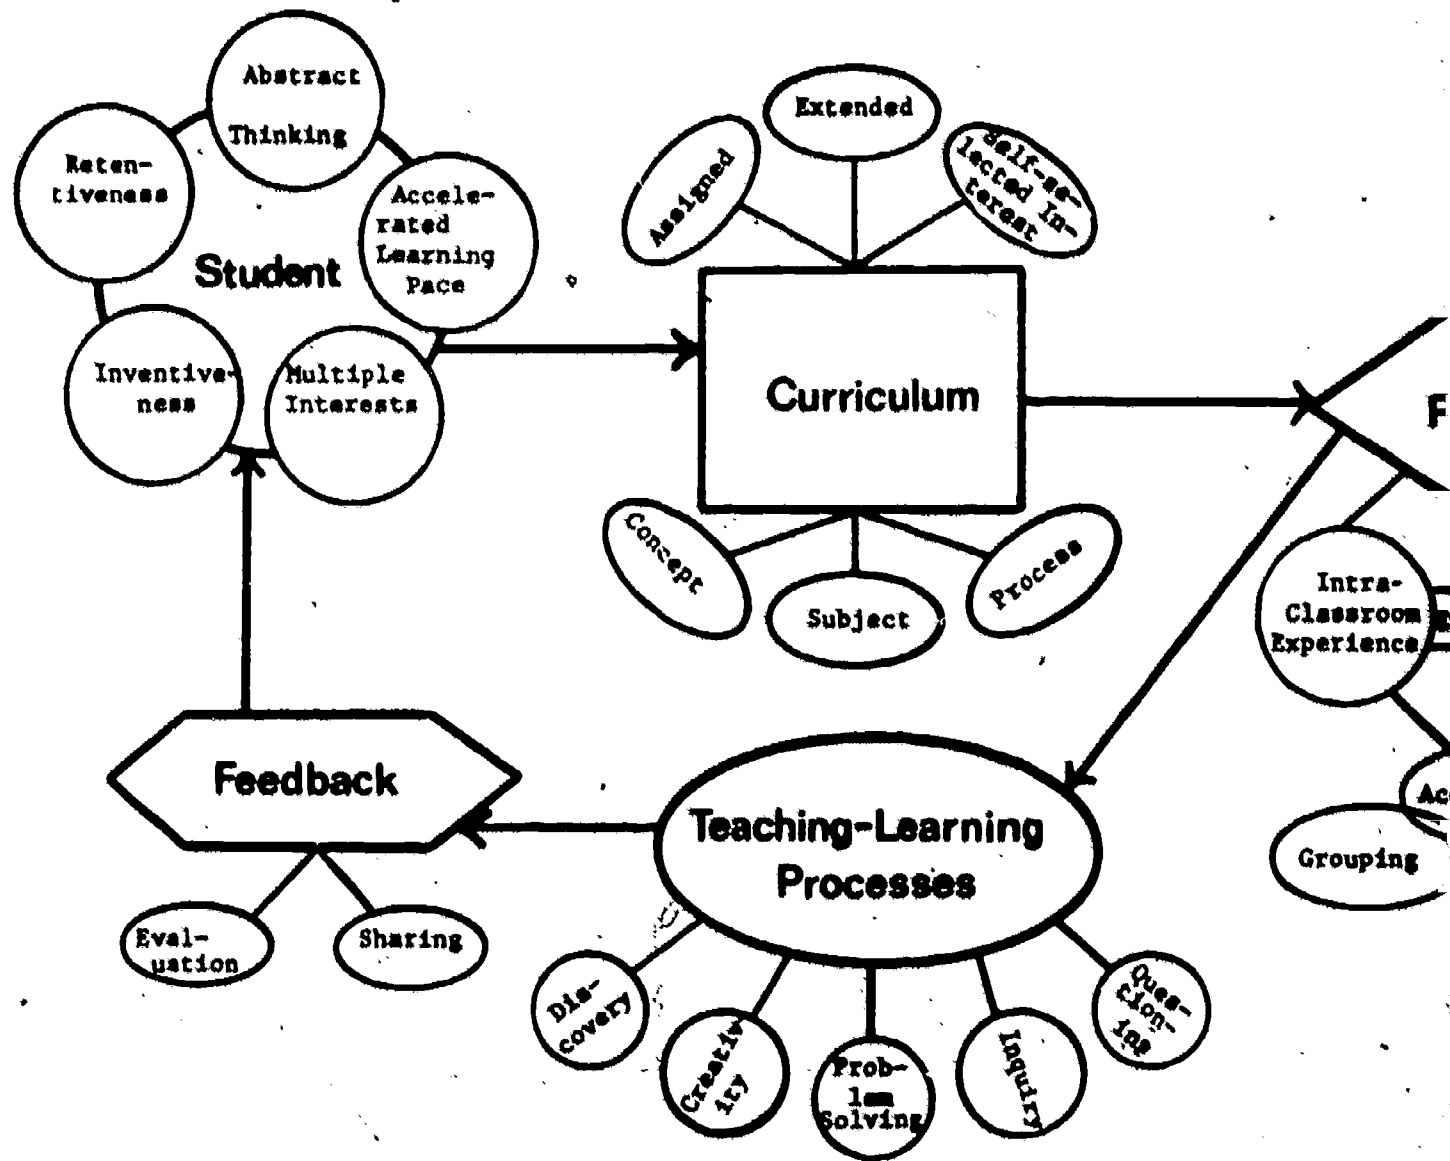 Abstract
Thinking
Reten-
tiveness
Accele-
rated
Learning
Pace
Student
Inventive-
ness
Multiple
Interests
Extended
Assigned
Self-se-
lected In-
terest
Curriculum
F
Concept
Subject
Process
Intra-
Classroom
Experience
Feedback
Teaching-Learning
Processes
Grouping
Eval-
uation
Sharing
Dis-
covery
Creativ
ity
Prob-
lem
Solving
Inquiry
Ques-
tion-
ing